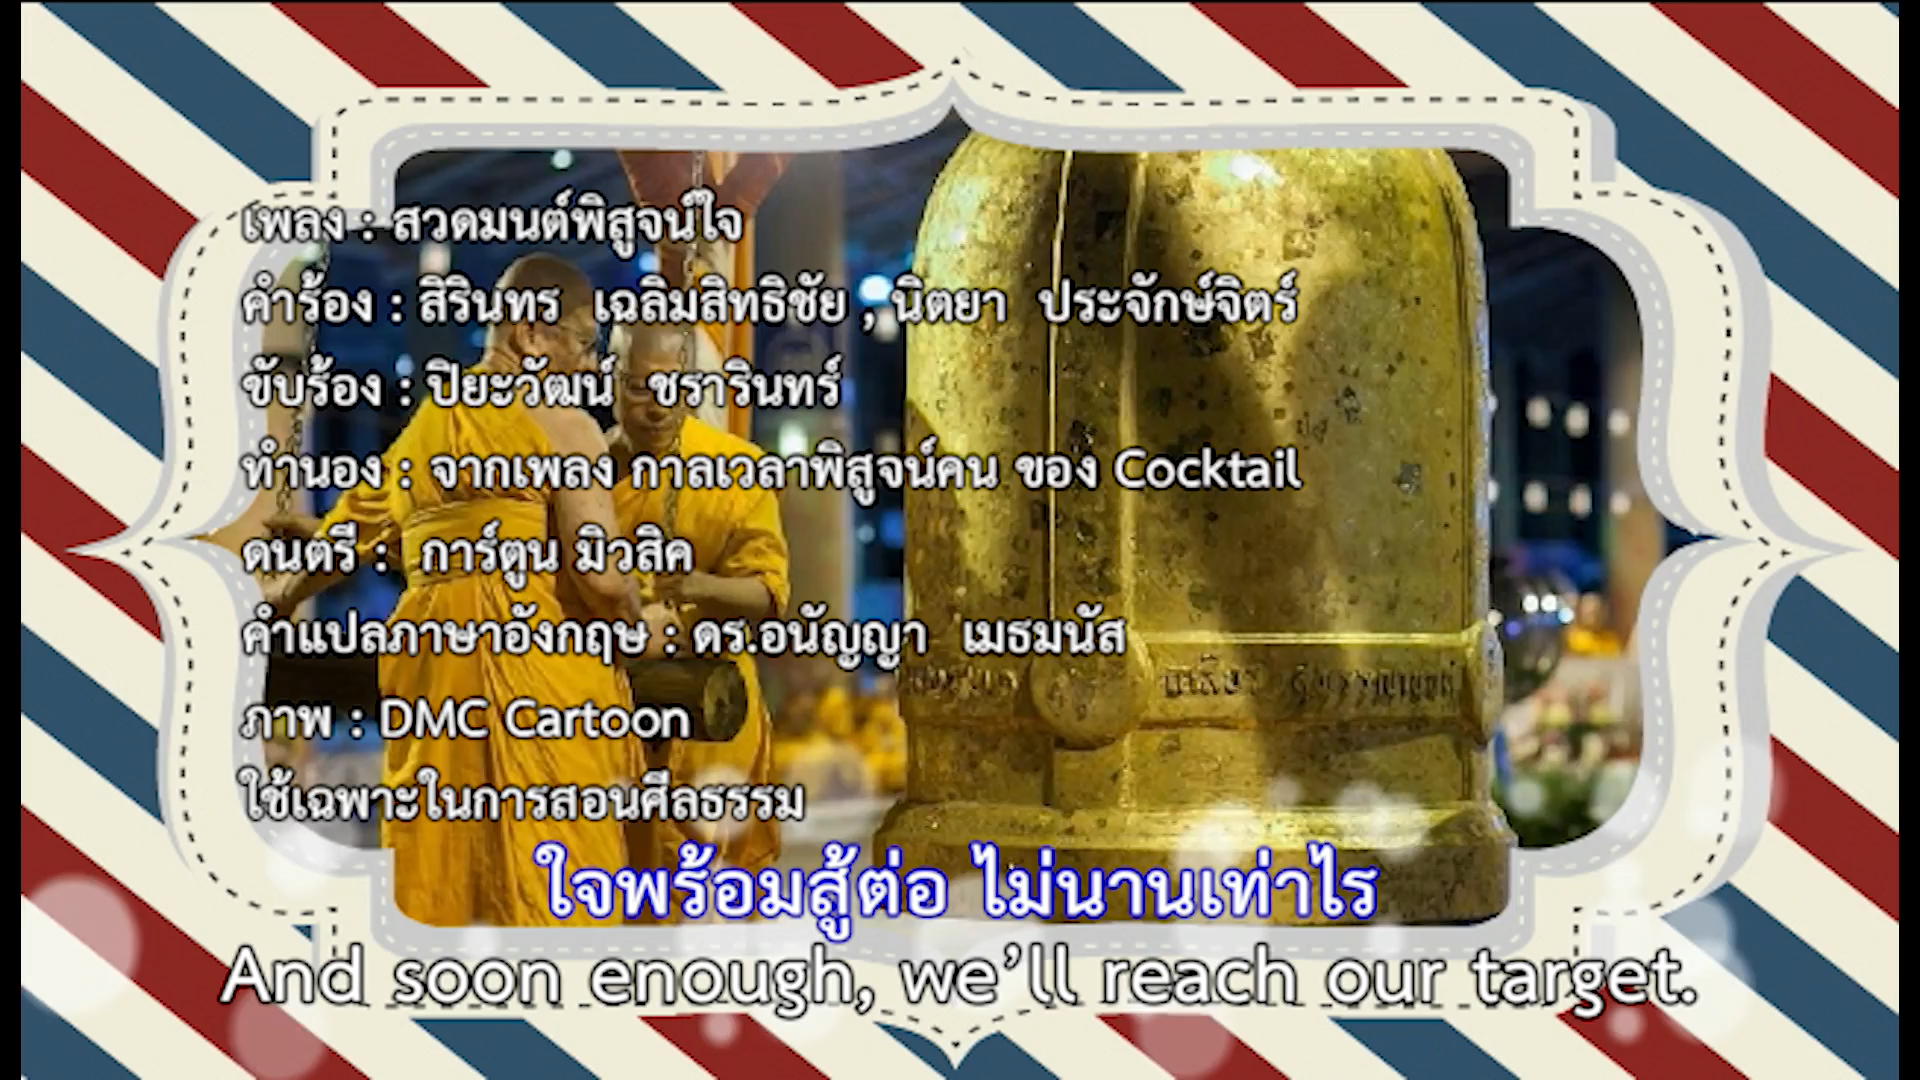 เพลง : สวดมนต์พิสูจน์ใจ
คำร้อง : สิรินทร เฉลิมสิทธิชัย , นิตยา ประจักษ์จิตร์
ขับร้อง : ปิยะวัฒน์ ชรารินทร์
ทำนอง : จากเพลง กาลเวลาพิสูจน์คน ของ Cocktail
ดนตรี : การ์ตูน มิวสิค
คำแปลภาษาอังกฤษ : ดร.อนัญญา เมธมนัส
ภาพ : DMC Cartoon
ใช้เฉพาะในการสอนศีลธรรม
ใจพร้อมสู้ต่อ ไม่นานเท่าไร
And soon enough, we’ll reach our target.